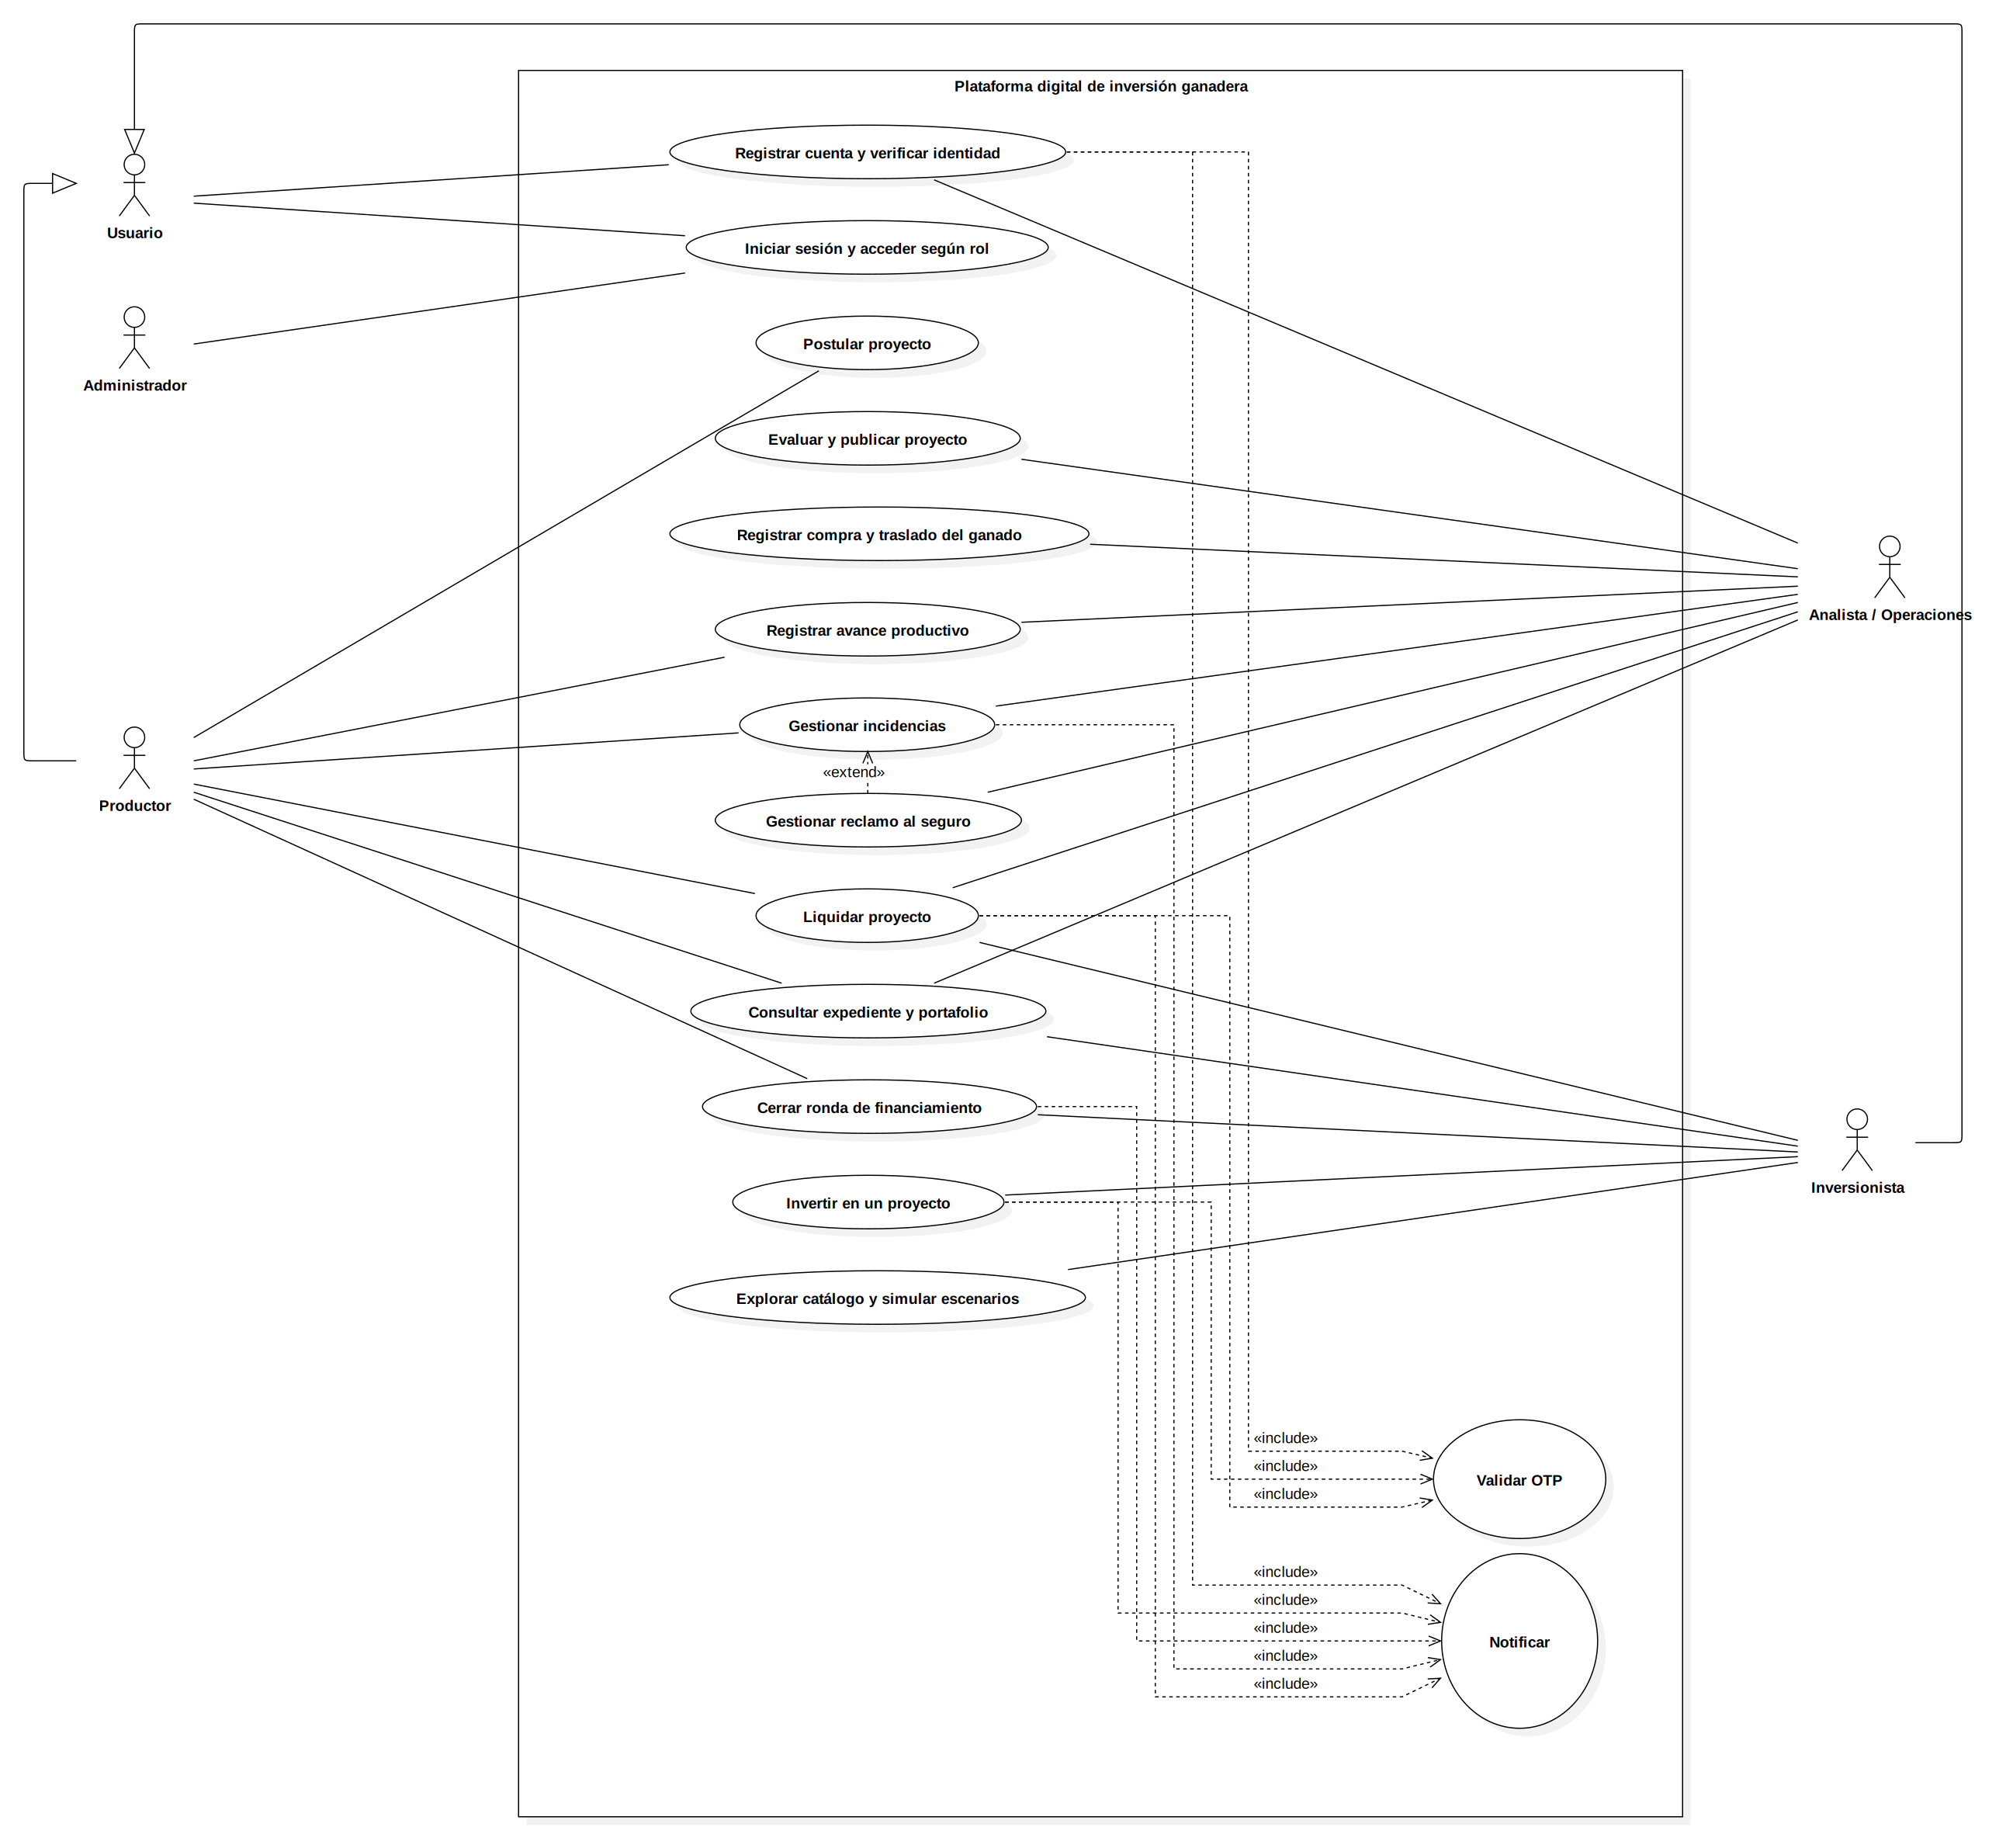 Plataforma digital de inversión ganadera
Registrar cuenta y verificar identidad
Usuario
Iniciar sesión y acceder según rol
Postular proyecto
Administrador
Evaluar y publicar proyecto
Registrar compra y traslado del ganado
Analista / Operaciones
Registrar avance productivo
Gestionar incidencias
«extend»
Productor
Gestionar reclamo al seguro
Liquidar proyecto
Consultar expediente y portafolio
Cerrar ronda de financiamiento
Inversionista
Invertir en un proyecto
Explorar catálogo y simular escenarios
«include»
«include»
Validar OTP
«include»
«include»
«include»
«include»
Notificar
«include»
«include»